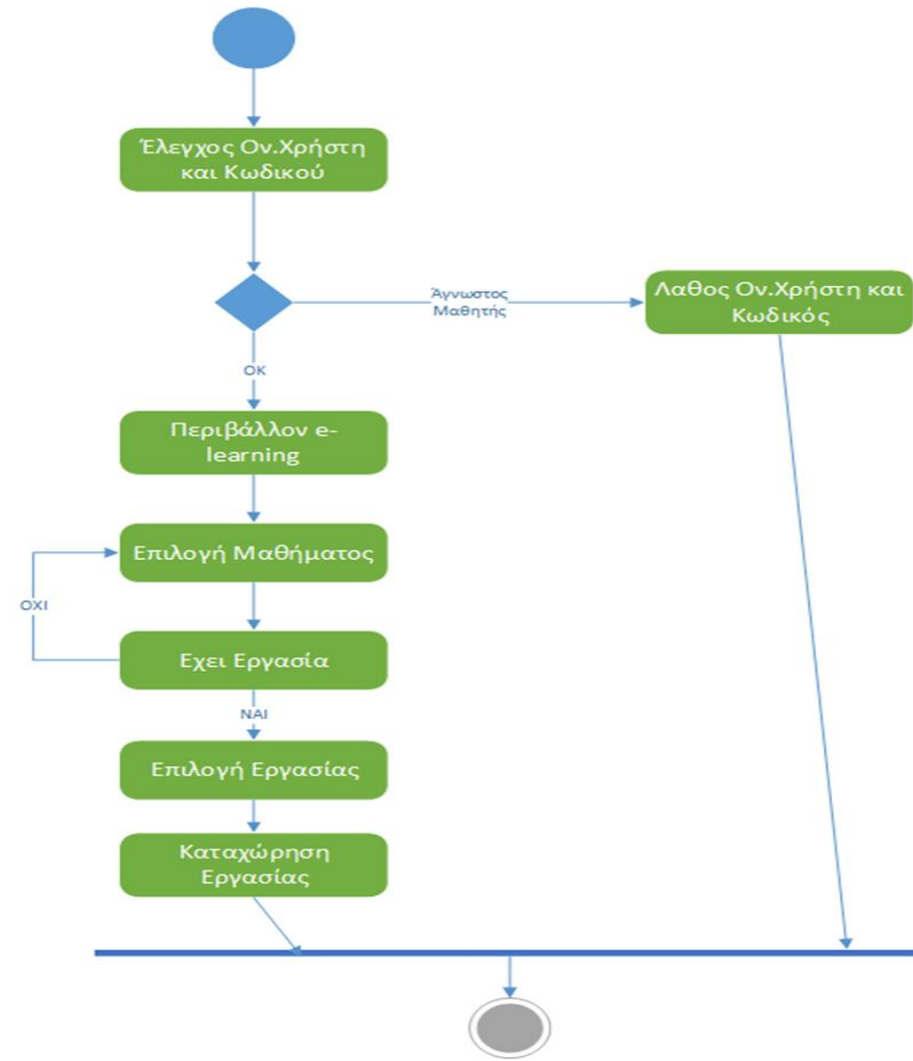 Έλεγχος Ον.Χρήστη
και Κωδικού
Άγνωστος
Μαθητής
Λαθος Ον.Χρήστη και
Κωδικός
OK
Περιβάλλον e-
learning
Επιλογή Μαθήματος
ΟΧΙ
Εχει Εργασία
ΝΑΙ
Επιλογή Εργασίας
Καταχώρηση
Εργασίας